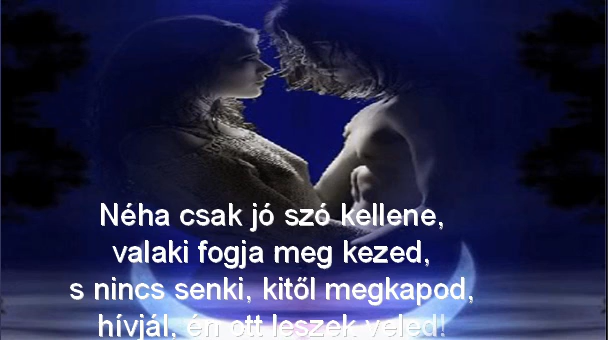 Néha csak jó szó kellene,
valaki fogja meg kezed,
s nincs senki, kitől megkapod,
hívjál, én ott leszek veled!